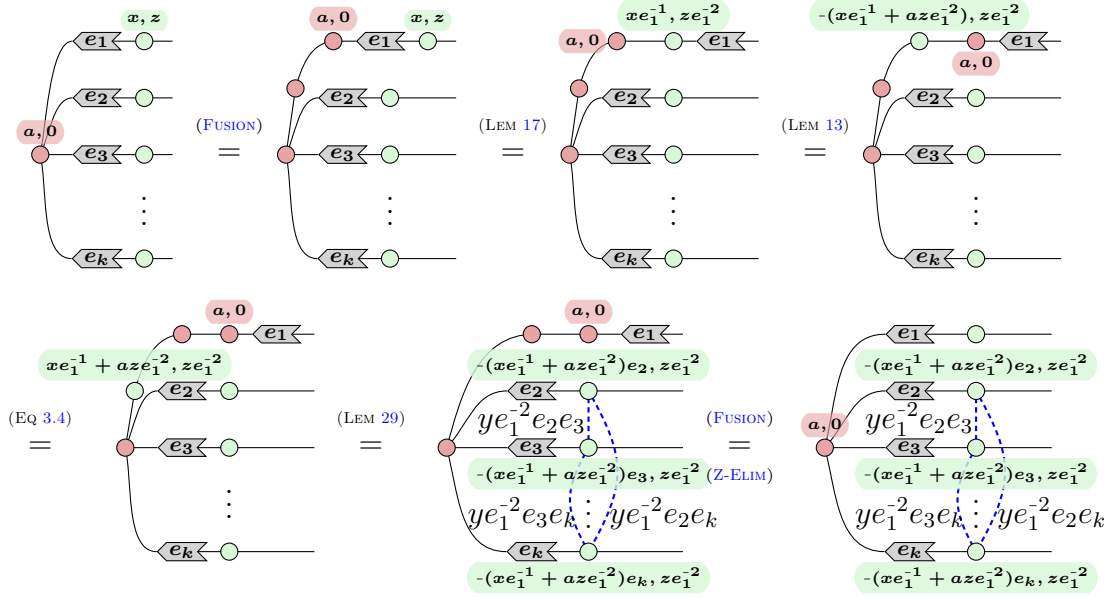 x, z
e₁
e₂
a, 0
e₃
⋮
eₖ
(FUSION)
=
a, 0
x, z
e₁
e₂
e₃
⋮
eₖ
(LEM 17)
=
xe₁⁻¹, ze₁⁻²
a, 0
e₁
e₂
e₃
⋮
eₖ
(LEM 13)
=
-(xe₁⁻¹ + aze₁⁻²), ze₁⁻²
e₁
a, 0
e₂
e₃
⋮
eₖ
(EQ 3.4)
=
a, 0
e₁
xe₁⁻¹ + aze₁⁻², ze₁⁻²
e₂
e₃
⋮
eₖ
(LEM 29)
=
a, 0
e₁
-(xe₁⁻¹ + aze₁⁻²)e₂, ze₁⁻²
e₂
ye₁⁻²e₂e₃
e₃
-(xe₁⁻¹ + aze₁⁻²)e₃, ze₁⁻²
ye₁⁻²e₃eₖ ⋮ ye₁⁻²e₂eₖ
eₖ
-(xe₁⁻¹ + aze₁⁻²)eₖ, ze₁⁻²
(FUSION)
=
(Z-ELIM)
e₁
-(xe₁⁻¹ + aze₁⁻²)e₂, ze₁⁻²
e₂
a, 0
ye₁⁻²e₂e₃
e₃
-(xe₁⁻¹ + aze₁⁻²)e₃, ze₁⁻²
ye₁⁻²e₃eₖ ⋮ ye₁⁻²e₂eₖ
eₖ
-(xe₁⁻¹ + aze₁⁻²)eₖ, ze₁⁻²